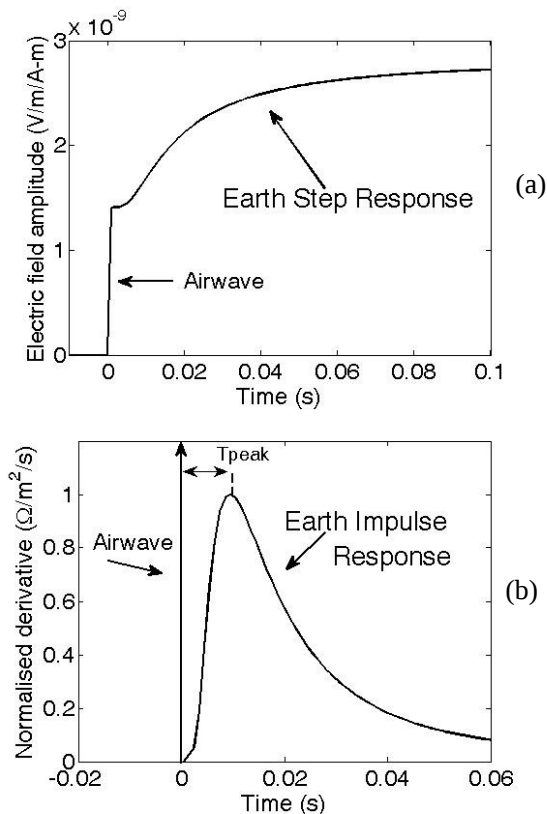 3 x 10^-9
Electric field amplitude (V/m/A-m)
2
1
0
Earth Step Response
Airwave
0 0.02 0.04 0.06 0.08 0.1
Time (s)
(a)
Normalised derivative (Ω/m^2/s)
1
0.8
0.6
0.4
0.2
0
Tpeak
Airwave
Earth Impulse
Response
-0.02 0 0.02 0.04 0.06
Time (s)
(b)